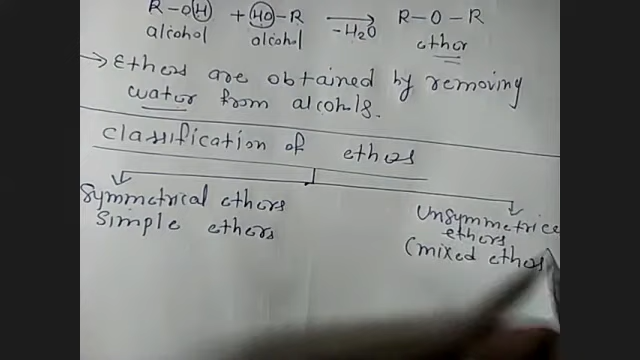 R-OH + HO-R → R-O-R
-H2O
alcohol alcohol ether
→ Ethers are obtained by removing
water from alcohols.
classification of ethers
Symmetrical ethers
Simple ethers
Unsymmetrice
ethers
(mixed ethers